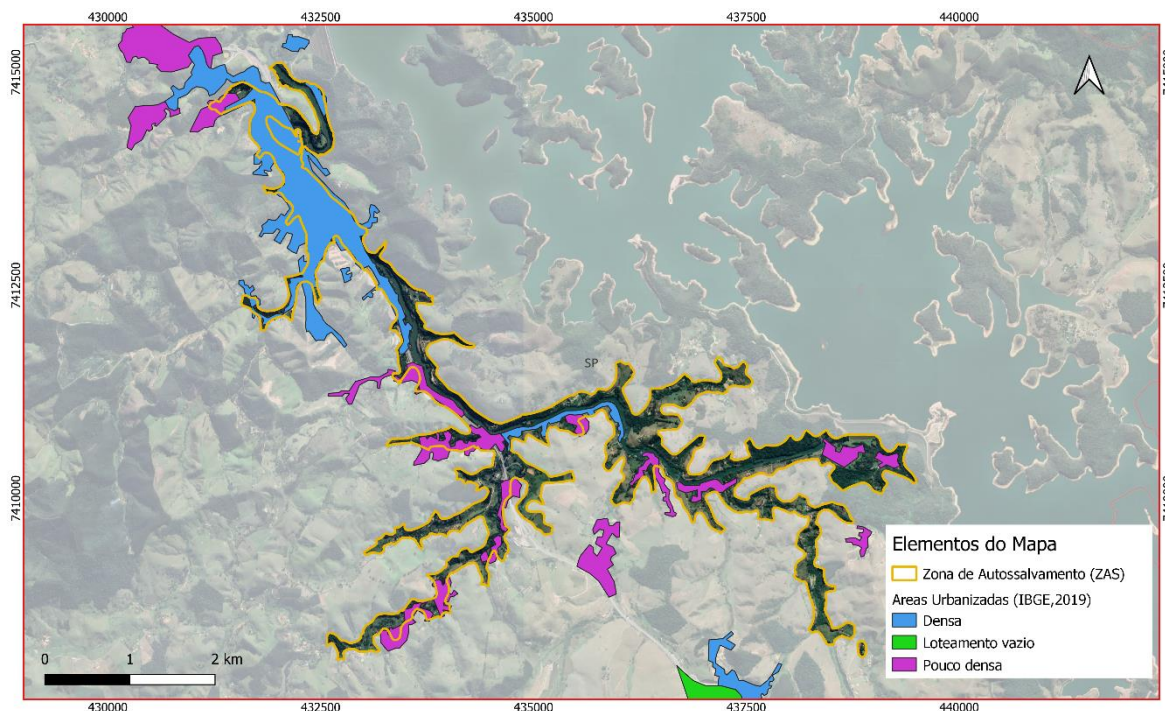 430000 432500 435000 437500 440000
7415000
7412500
7410000
SP
Elementos do Mapa
Zona de Autossalvamento (ZAS)
Areas Urbanizadas (IBGE,2019)
Densa
Loteamento vazio
Pouco densa
0 1 2 km
430000 432500 435000 437500 440000